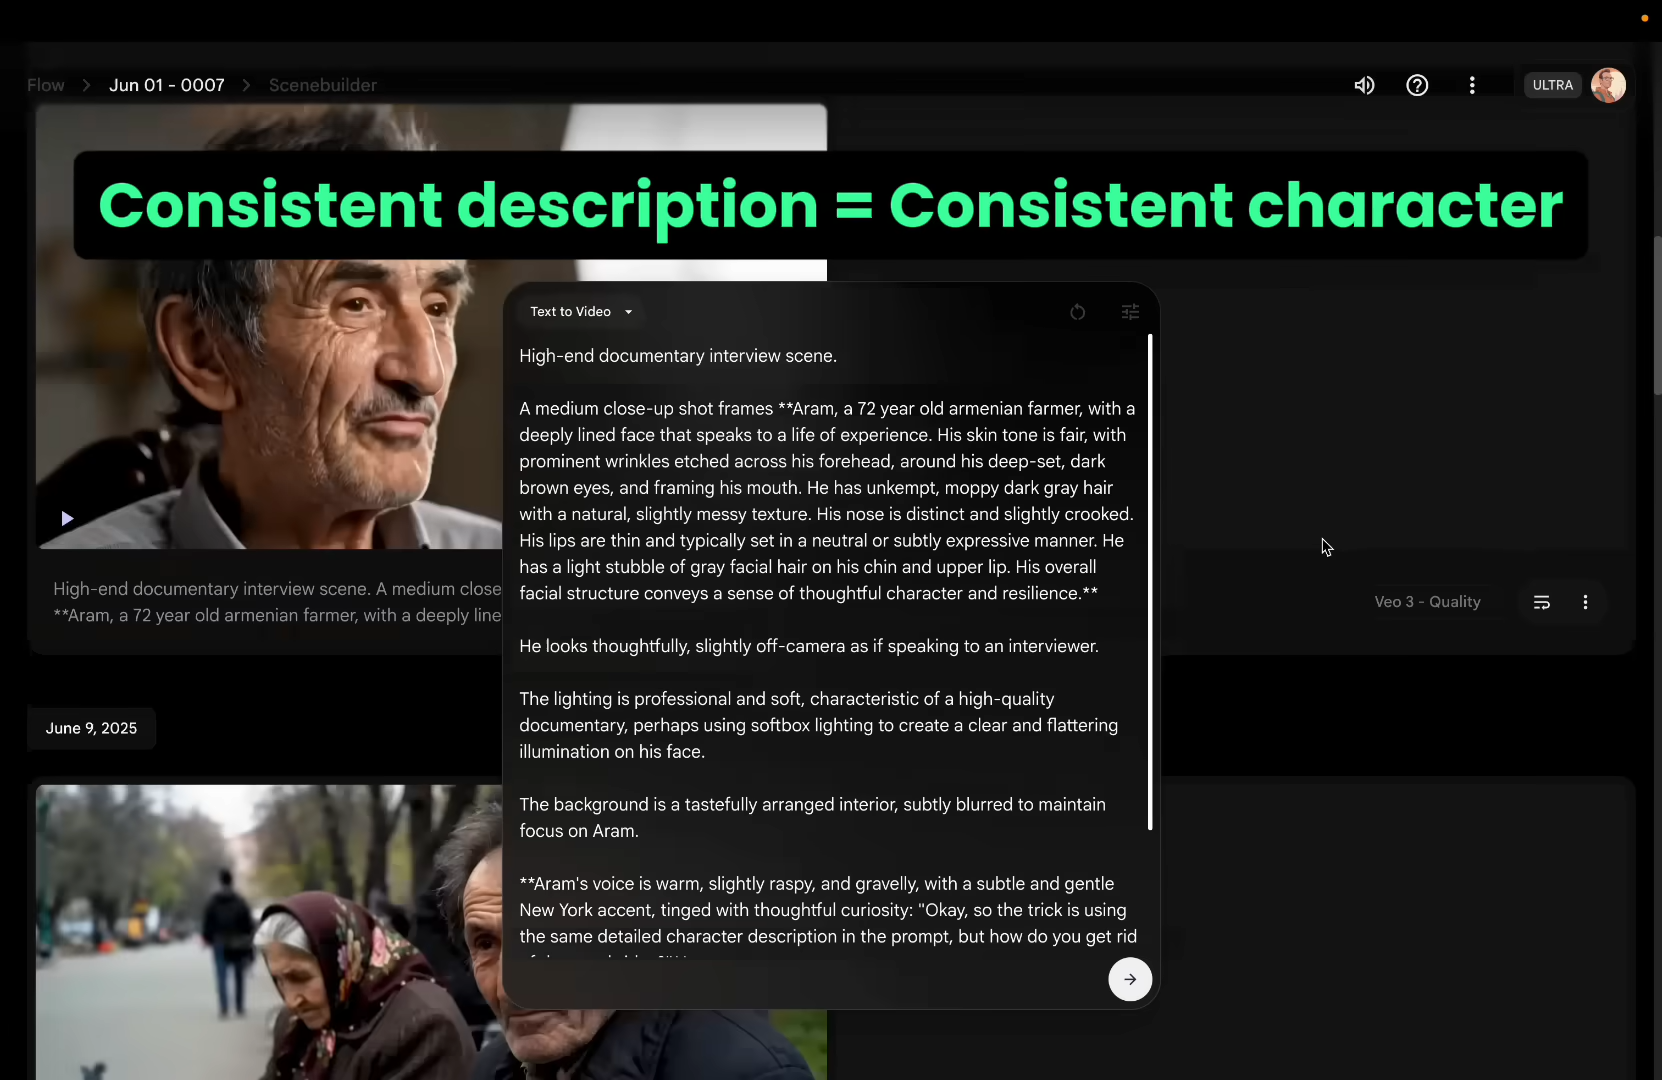 Flow > Jun 01 - 0007 > Scenebuilder
ULTRA
Consistent description = Consistent character
Text to Video
High-end documentary interview scene.
A medium close-up shot frames **Aram, a 72 year old armenian farmer, with a
deeply lined face that speaks to a life of experience. His skin tone is fair, with
prominent wrinkles etched across his forehead, around his deep-set, dark
brown eyes, and framing his mouth. He has unkempt, moppy dark gray hair
with a natural, slightly messy texture. His nose is distinct and slightly crooked.
His lips are thin and typically set in a neutral or subtly expressive manner. He
has a light stubble of gray facial hair on his chin and upper lip. His overall
facial structure conveys a sense of thoughtful character and resilience.**
He looks thoughtfully, slightly off-camera as if speaking to an interviewer.
The lighting is professional and soft, characteristic of a high-quality
documentary, perhaps using softbox lighting to create a clear and flattering
illumination on his face.
The background is a tastefully arranged interior, subtly blurred to maintain
focus on Aram.
**Aram's voice is warm, slightly raspy, and gravelly, with a subtle and gentle
New York accent, tinged with thoughtful curiosity: "Okay, so the trick is using
the same detailed character description in the prompt, but how do you get rid
High-end documentary interview scene. A medium close
**Aram, a 72 year old armenian farmer, with a deeply line
Veo 3 - Quality
June 9, 2025